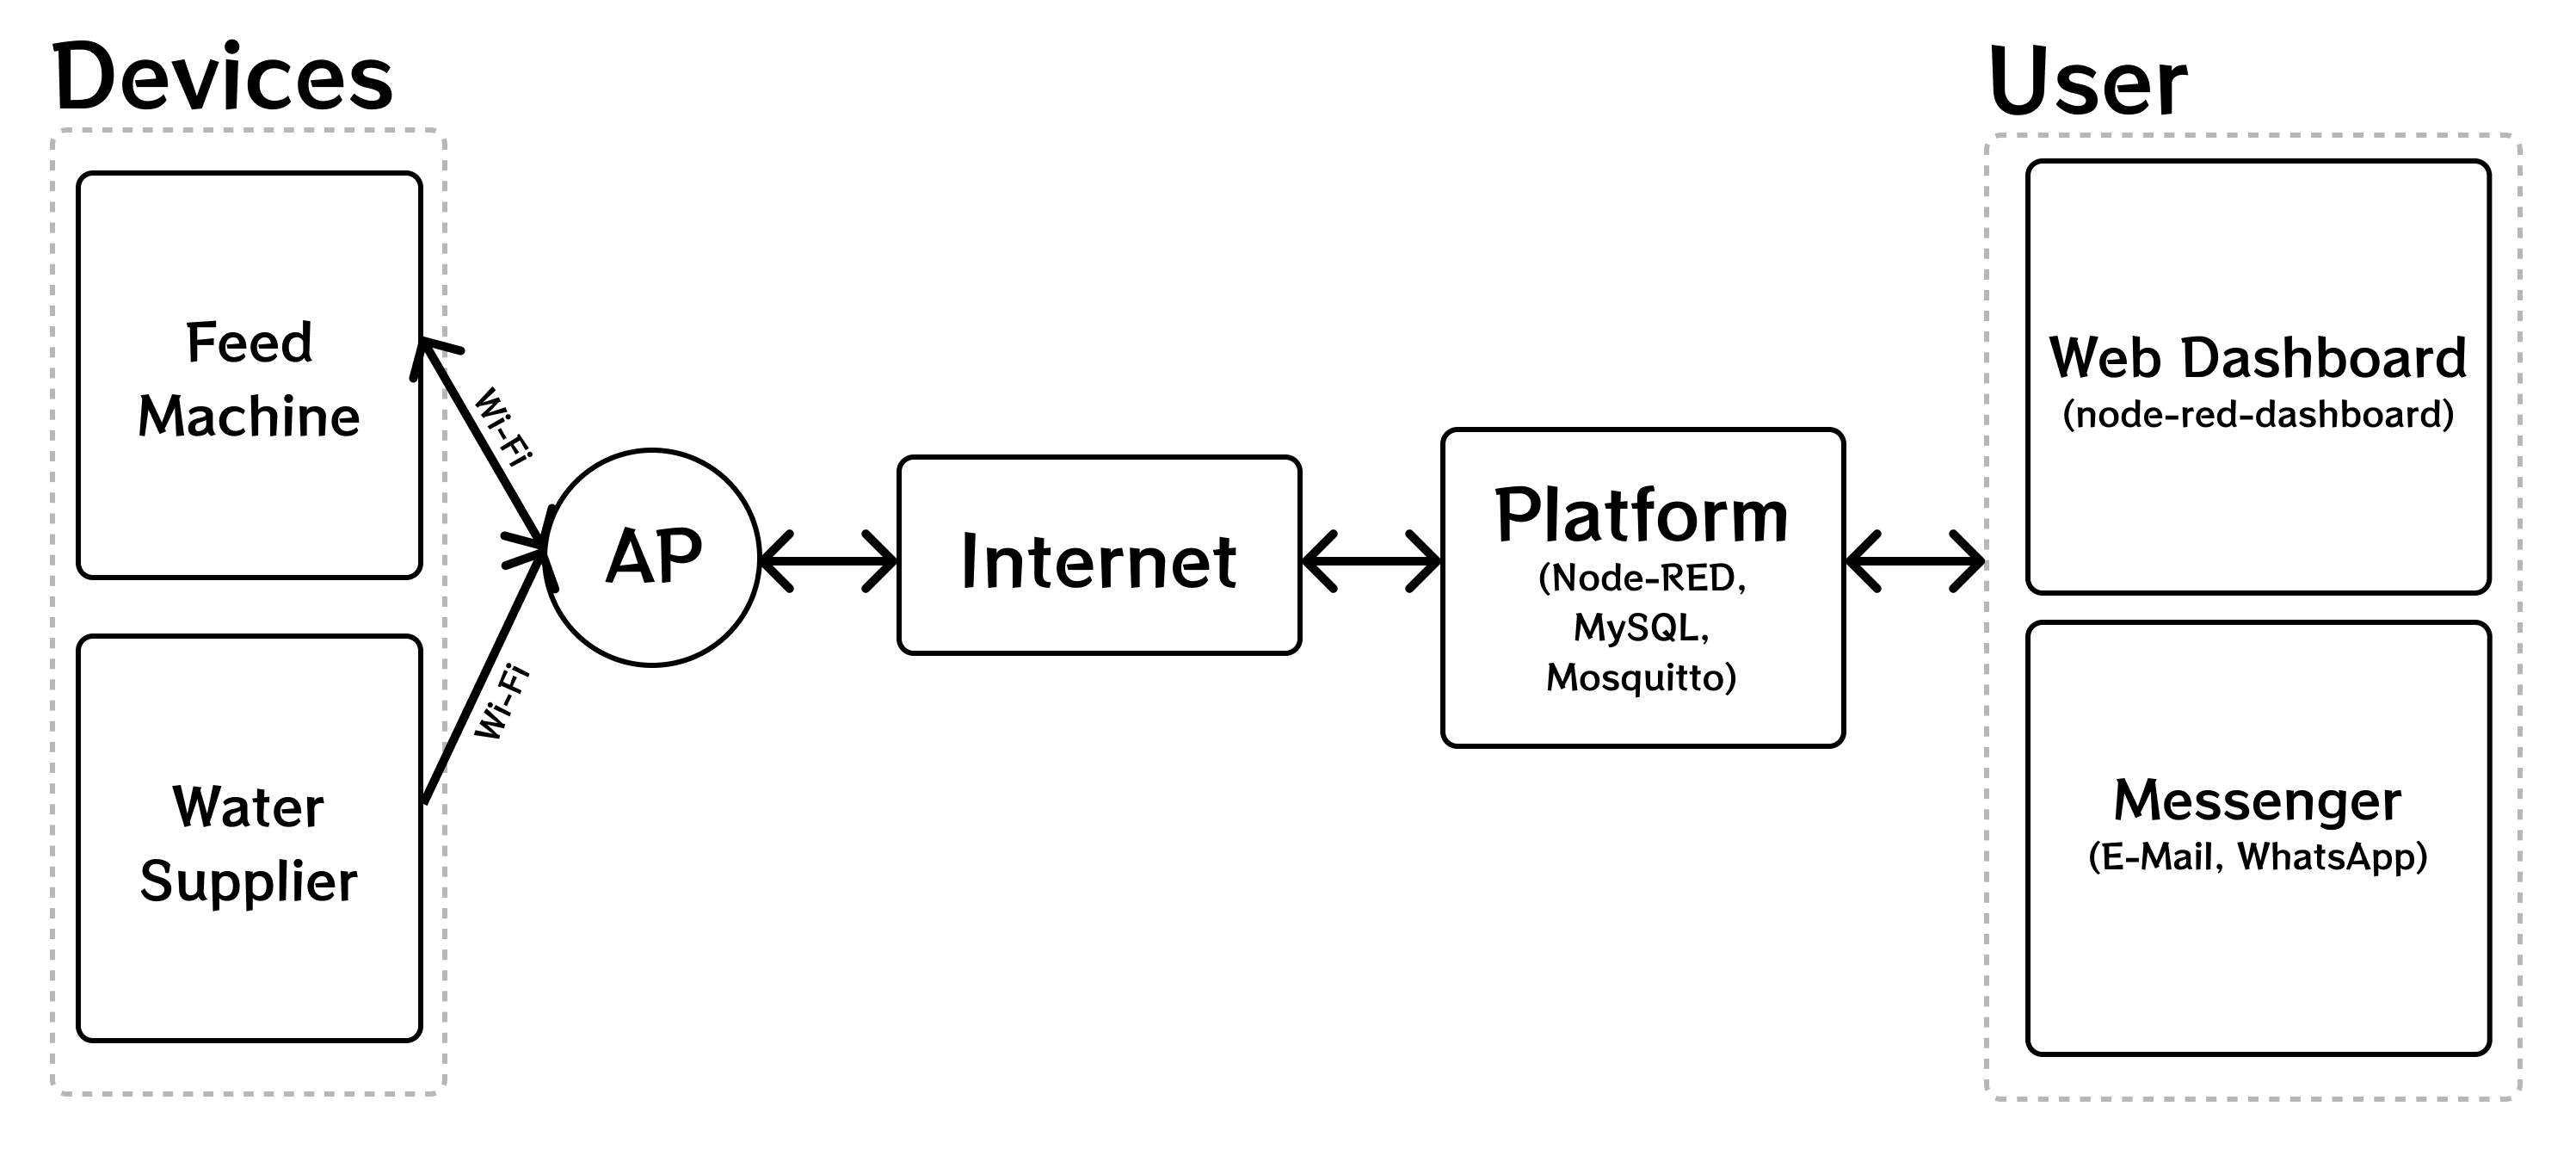 Devices
Feed
Machine
Water
Supplier
Wi-Fi
Wi-Fi
AP
Internet
Platform
(Node-RED,
MySQL,
Mosquitto)
User
Web Dashboard
(node-red-dashboard)
Messenger
(E-Mail, WhatsApp)